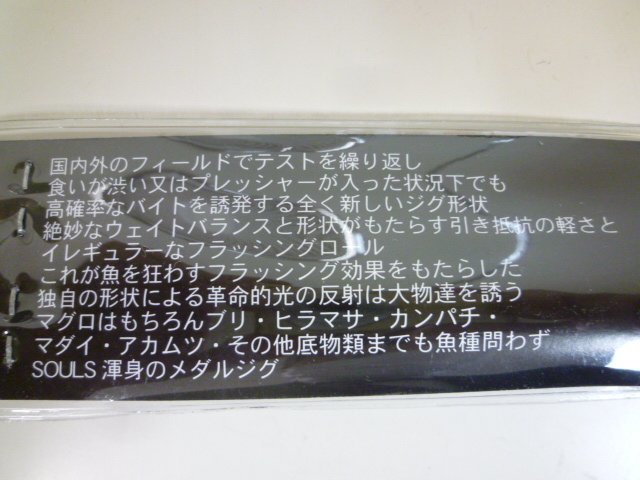 国内外のフィールドでテストを繰り返し
食いが渋い又はプレッシャーが入った状況下でも
高確率なバイトを誘発する全く新しいジグ形状
絶妙なウェイトバランスと形状がもたらす引き抵抗の軽さと
イレギュラーなフラッシングロール
これが魚を狂わすフラッシング効果をもたらした
独自の形状による革命的光の反射は大物達を誘う
マグロはもちろんブリ・ヒラマサ・カンパチ・
マダイ・アカムツ・その他底物類までも魚種問わず
SOULS 渾身のメダルジグ